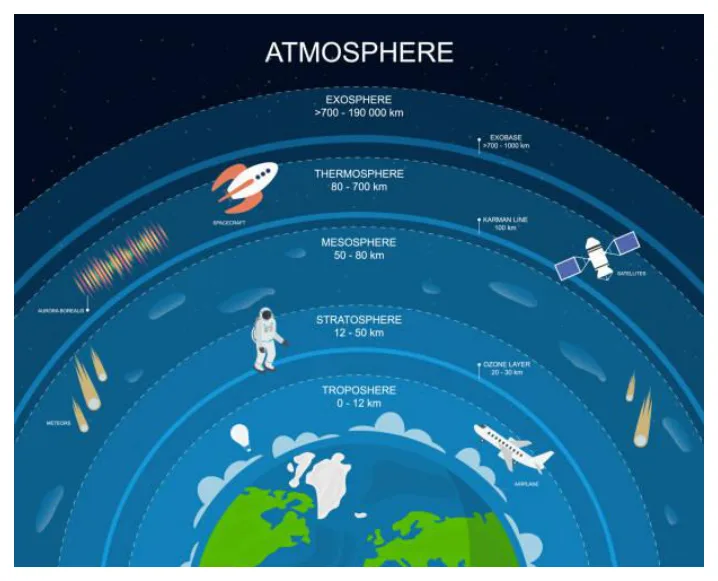 ATMOSPHERE
EXOSPHERE
>700 - 190 000 km
EXOBASE
>700 - 1000 km
THERMOSPHERE
80 - 700 km
SPACECRAFT
KARMAN LINE
100 km
MESOSPHERE
50 - 80 km
SATELLITES
AURORA BOREALIS
STRATOSPHERE
12 - 50 km
OZONE LAYER
20 - 30 km
TROPOSHERE
0 - 12 km
METEORS
AIRPLANE